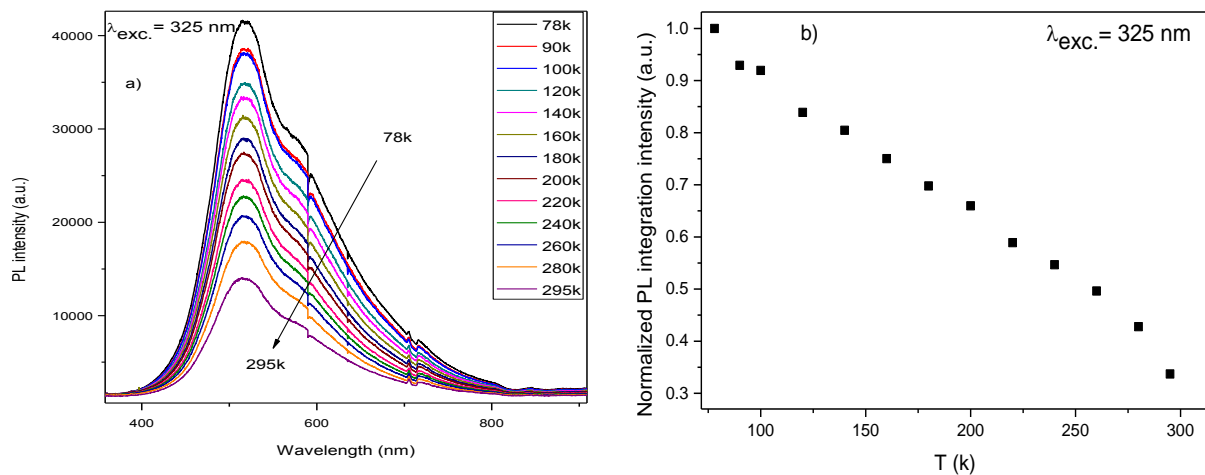 λexc.= 325 nm
a)
78k
90k
100k
120k
140k
160k
180k
200k
220k
240k
260k
280k
295k
78k
295k
40000
30000
20000
10000
400
600
800
PL intensity (a.u.)
Wavelength (nm)
b)
λexc.= 325 nm
1.0
0.9
0.8
0.7
0.6
0.5
0.4
0.3
100
150
200
250
300
Normalized PL integration intensity (a.u.)
T (k)